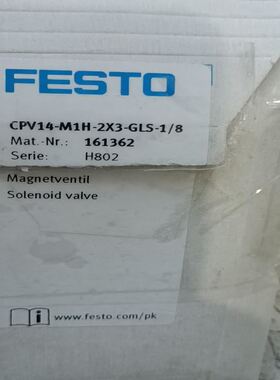 FESTO
CPV14-M1H-2X3-GLS-1/8
Mat.-Nr.: 161362
Serie: H802
Magnetventil
Solenoid valve
www.festo.com/pk